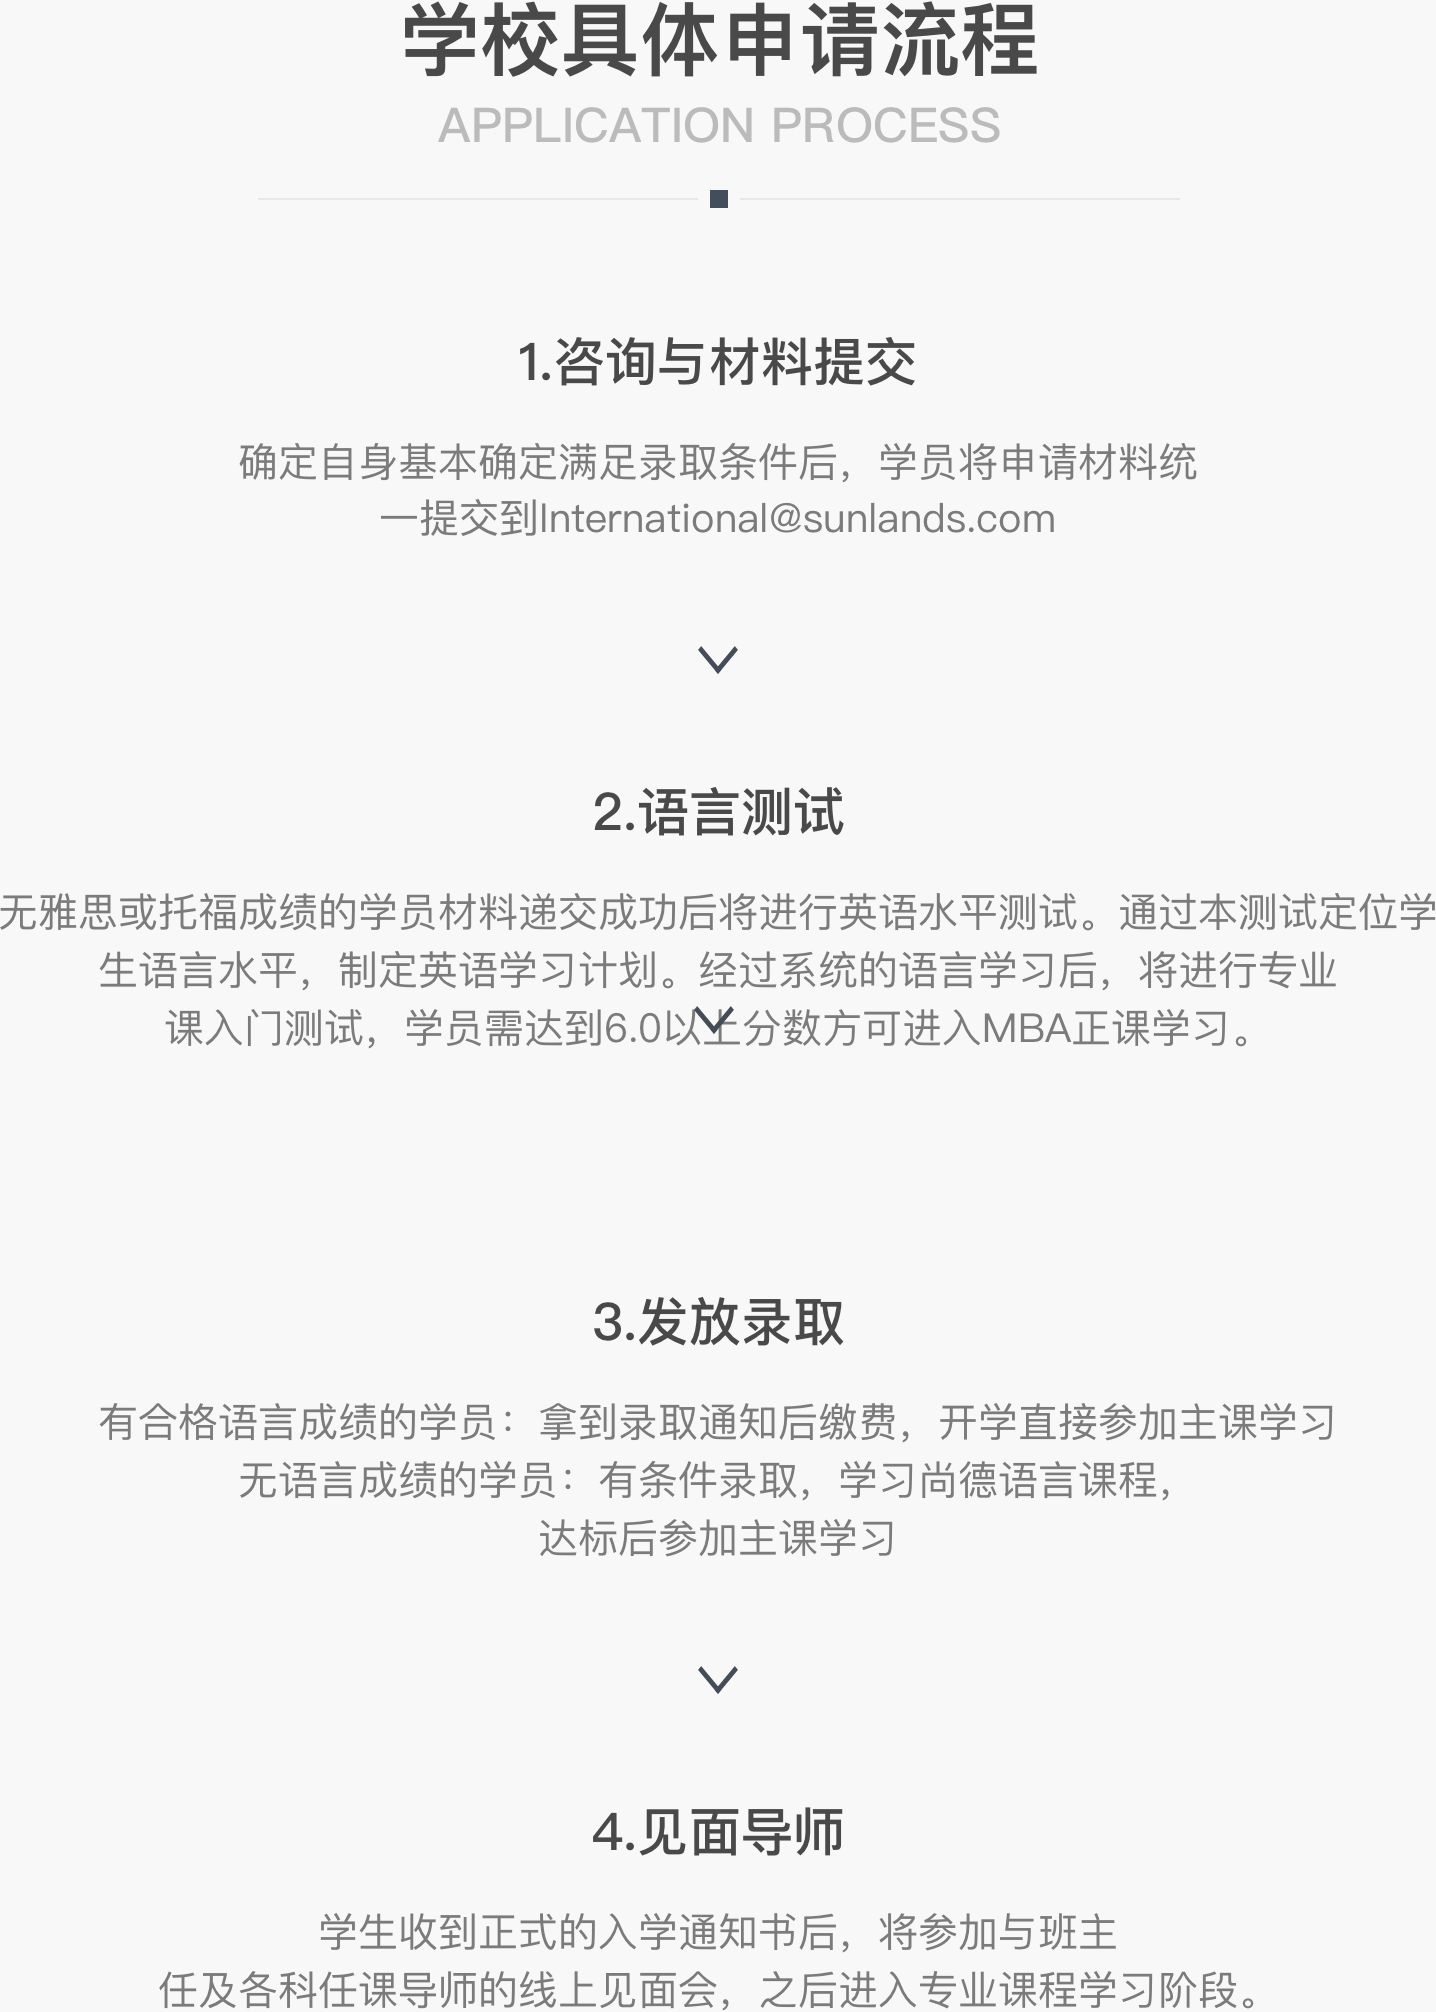 学校具体申请流程
APPLICATION PROCESS
1.咨询与材料提交
确定自身基本确定满足录取条件后，学员将申请材料统
一提交到International@sunlands.com
2.语言测试
无雅思或托福成绩的学员材料递交成功后将进行英语水平测试。通过本测试定位学
生语言水平，制定英语学习计划。经过系统的语言学习后，将进行专业
课入门测试，学员需达到6.0以上分数方可进入MBA正课学习。
3.发放录取
有合格语言成绩的学员：拿到录取通知后缴费，开学直接参加主课学习
无语言成绩的学员：有条件录取，学习尚德语言课程，
达标后参加主课学习
4.见面导师
学生收到正式的入学通知书后，将参加与班主
任及各科任课导师的线上见面会，之后进入专业课程学习阶段。